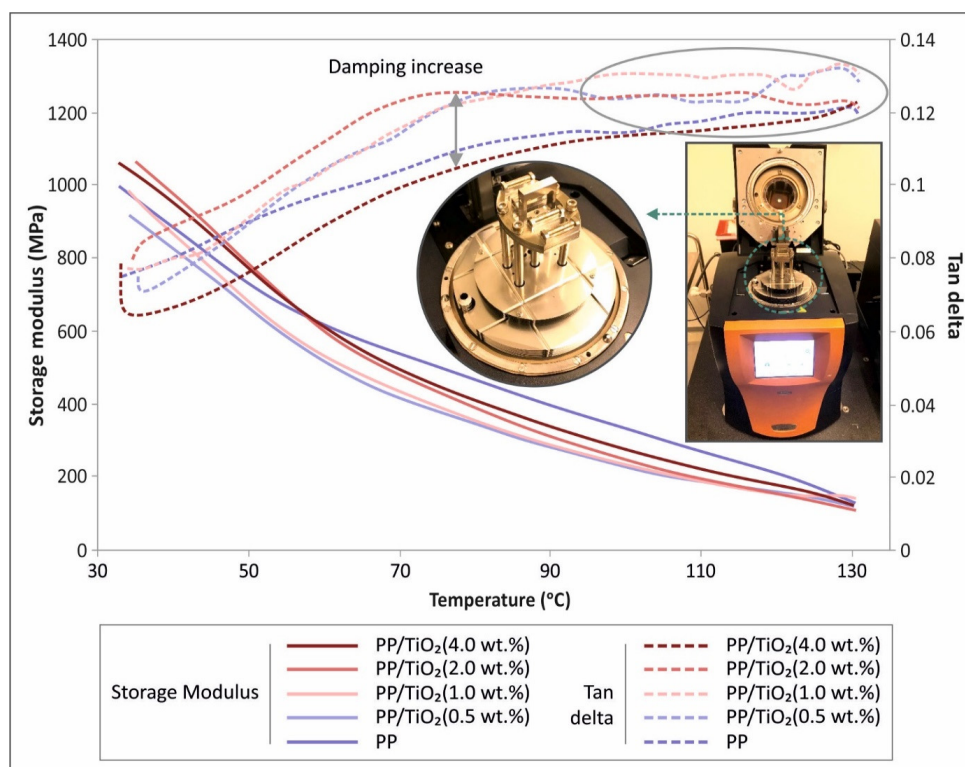 1400
1200
1000
800
600
400
200
0
Storage modulus (MPa)
Damping increase
0.14
0.12
0.1
0.08
0.06
0.04
0.02
0
Tan delta
30 50 70 90 110 130
Temperature (°C)
Storage Modulus
PP/TiO₂(4.0 wt.%)
PP/TiO₂(2.0 wt.%)
PP/TiO₂(1.0 wt.%)
PP/TiO₂(0.5 wt.%)
PP
Tan
delta
PP/TiO₂(4.0 wt.%)
PP/TiO₂(2.0 wt.%)
PP/TiO₂(1.0 wt.%)
PP/TiO₂(0.5 wt.%)
PP